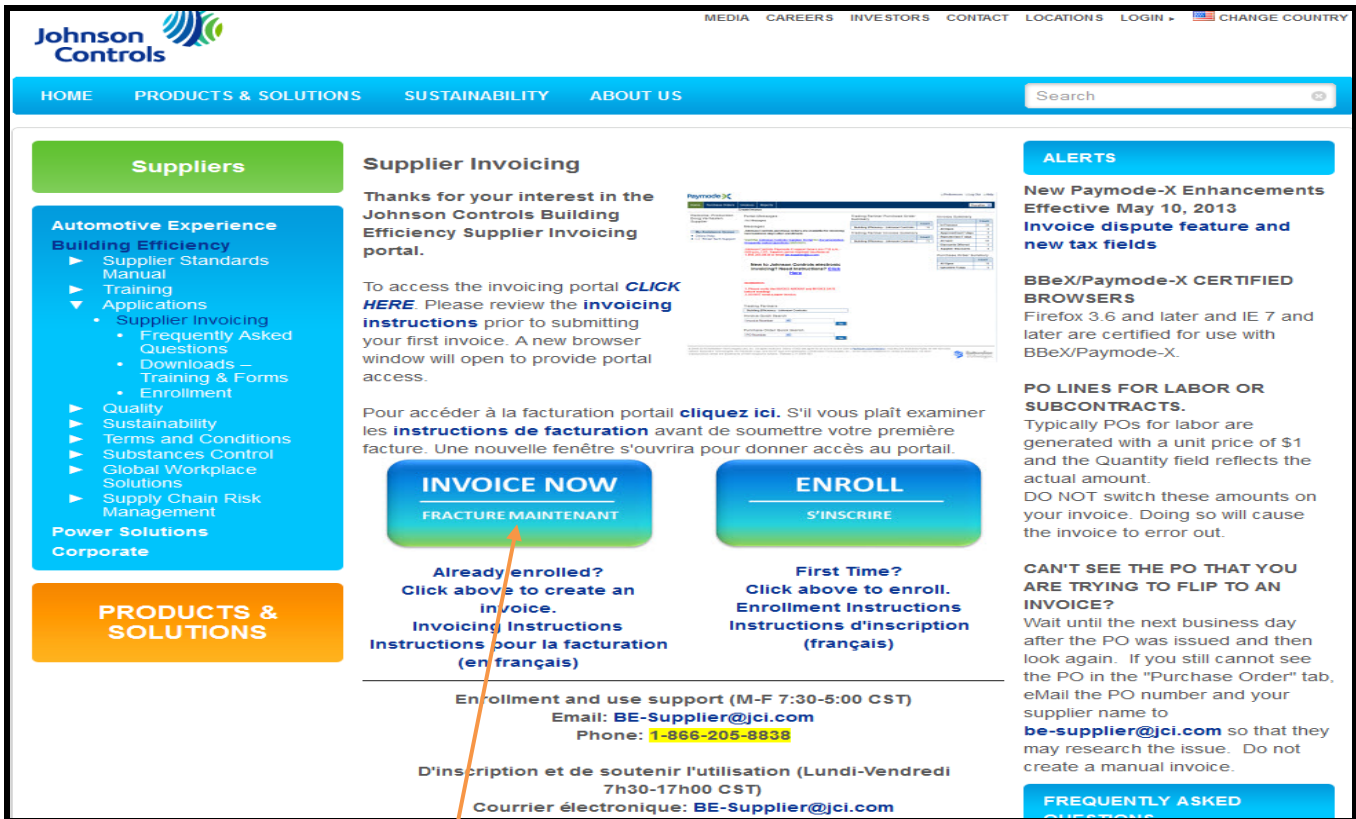 Johnson
Controls
MEDIA CAREERS INVESTORS CONTACT LOCATIONS LOGIN CHANGE COUNTRY
HOME PRODUCTS & SOLUTIONS SUSTAINABILITY ABOUT US
Search
Suppliers
Automotive Experience
Building Efficiency
Supplier Standards
Manual
Training
Applications
Supplier Invoicing
Frequently Asked
Questions
Downloads –
Training & Forms
Enrollment
Quality
Sustainability
Terms and Conditions
Substances Control
Global Workplace
Solutions
Supply Chain Risk
Management
Power Solutions
Corporate
PRODUCTS &
SOLUTIONS
Supplier Invoicing
Thanks for your interest in the
Johnson Controls Building
Efficiency Supplier Invoicing
portal.
To access the invoicing portal CLICK
HERE. Please review the invoicing
instructions prior to submitting
your first invoice. A new browser
window will open to provide portal
access.
Paymode
New to Johnson Controls electronic
invoicing? Need instructions? Click
Here
Pour accéder à la facturation portail cliquez ici. S'il vous plaît examiner
les instructions de facturation avant de soumettre votre première
facture. Une nouvelle fenêtre s'ouvrira pour donner accès au portail.
INVOICE NOW
FRACTURE MAINTENANT
ENROLL
S'INSCRIRE
Already enrolled?
Click above to create an
invoice.
Invoicing Instructions
Instructions pour la facturation
(en français)
First Time?
Click above to enroll.
Enrollment Instructions
Instructions d'inscription
(français)
Enrollment and use support (M-F 7:30-5:00 CST)
Email: BE-Supplier@jci.com
Phone: 1-866-205-8838
D'inscription et de soutenir l'utilisation (Lundi-Vendredi
7h30-17h00 CST)
Courrier électronique: BE-Supplier@jci.com
ALERTS
New Paymode-X Enhancements
Effective May 10, 2013
Invoice dispute feature and
new tax fields
BBeX/Paymode-X CERTIFIED
BROWSERS
Firefox 3.6 and later and IE 7 and
later are certified for use with
BBeX/Paymode-X.
PO LINES FOR LABOR OR
SUBCONTRACTS.
Typically POs for labor are
generated with a unit price of $1
and the Quantity field reflects the
actual amount.
DO NOT switch these amounts on
your invoice. Doing so will cause
the invoice to error out.
CAN'T SEE THE PO THAT YOU
ARE TRYING TO FLIP TO AN
INVOICE?
Wait until the next business day
after the PO was issued and then
look again. If you still cannot see
the PO in the "Purchase Order" tab,
eMail the PO number and your
supplier name to
be-supplier@jci.com so that they
may research the issue. Do not
create a manual invoice.
FREQUENTLY ASKED
QUESTIONS